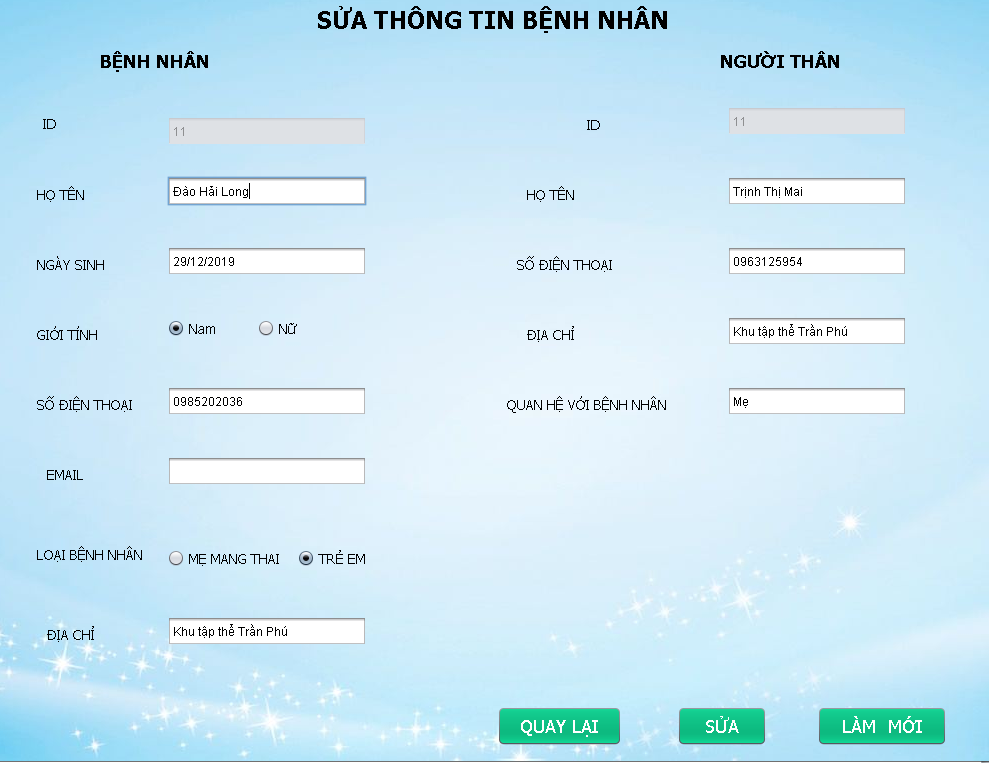 SỬA THÔNG TIN BỆNH NHÂN
BỆNH NHÂN
NGƯỜI THÂN
ID
11
ID
11
HỌ TÊN
Đào Hải Long
HỌ TÊN
Trịnh Thị Mai
NGÀY SINH
29/12/2019
SỐ ĐIỆN THOẠI
0963125954
GIỚI TÍNH
Nam
NỮ
ĐỊA CHỈ
Khu tập thể Trần Phú
SỐ ĐIỆN THOẠI
0985202036
QUAN HỆ VỚI BỆNH NHÂN
Mẹ
EMAIL
LOẠI BỆNH NHÂN
MẸ MANG THAI
TRẺ EM
ĐỊA CHỈ
Khu tập thể Trần Phú
QUAY LẠI
SỬA
LÀM MỚI